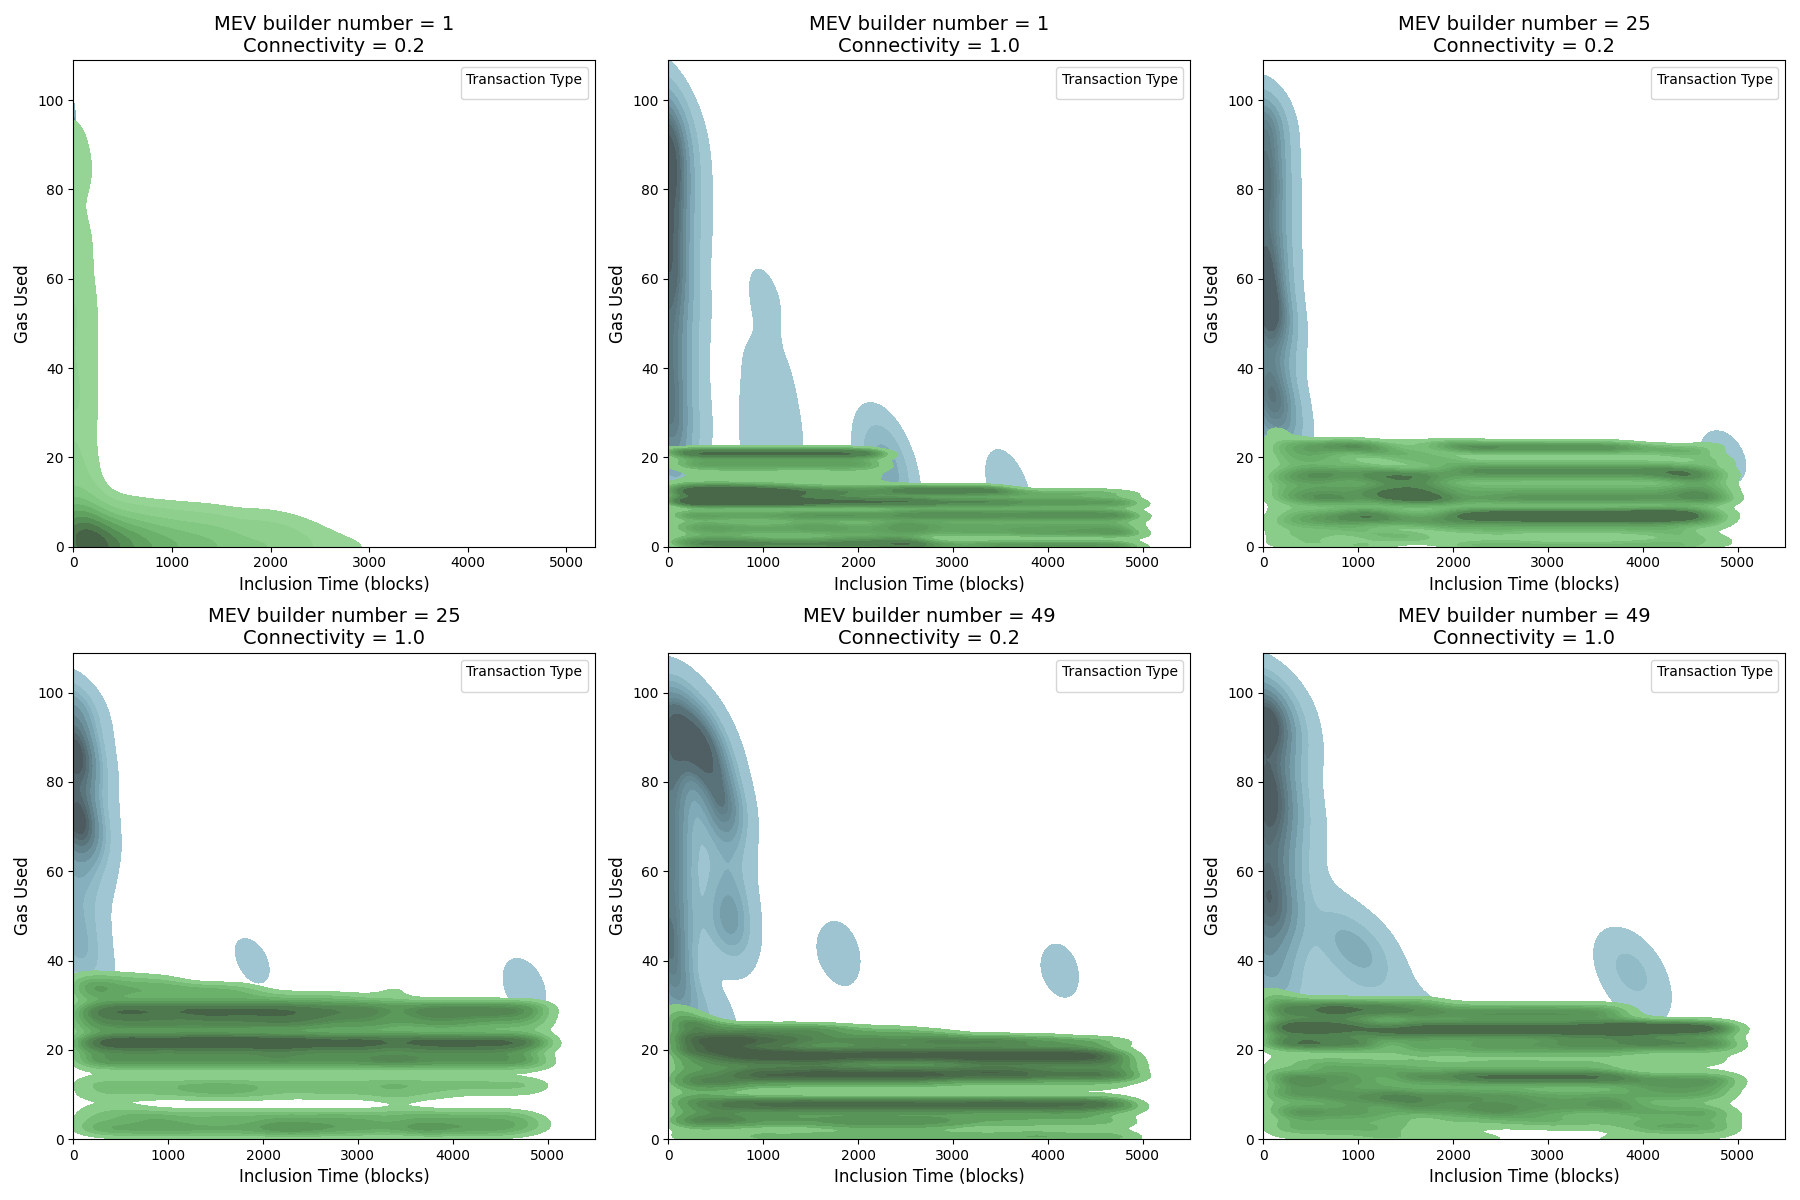 MEV builder number = 1
Connectivity = 0.2
Transaction Type
100
80
60
40
20
0
Gas Used
0 1000 2000 3000 4000 5000
Inclusion Time (blocks)
MEV builder number = 1
Connectivity = 1.0
Transaction Type
100
80
60
40
20
0
Gas Used
0 1000 2000 3000 4000 5000
Inclusion Time (blocks)
MEV builder number = 25
Connectivity = 0.2
Transaction Type
100
80
60
40
20
0
Gas Used
0 1000 2000 3000 4000 5000
Inclusion Time (blocks)
MEV builder number = 25
Connectivity = 1.0
Transaction Type
100
80
60
40
20
0
Gas Used
0 1000 2000 3000 4000 5000
Inclusion Time (blocks)
MEV builder number = 49
Connectivity = 0.2
Transaction Type
100
80
60
40
20
0
Gas Used
0 1000 2000 3000 4000 5000
Inclusion Time (blocks)
MEV builder number = 49
Connectivity = 1.0
Transaction Type
100
80
60
40
20
0
Gas Used
0 1000 2000 3000 4000 5000
Inclusion Time (blocks)